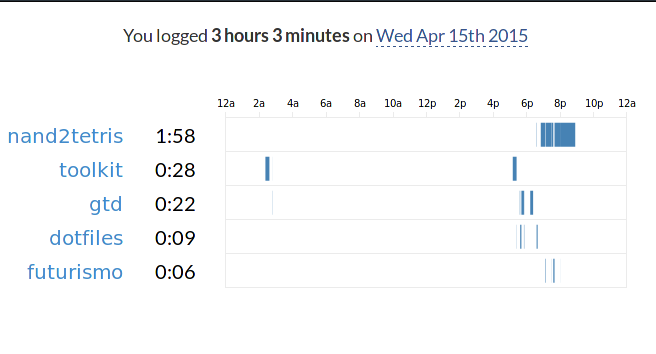 You logged 3 hours 3 minutes on Wed Apr 15th 2015
12a 2a 4a 6a 8a 10a 12p 2p 4p 6p 8p 10p 12a
nand2tetris 1:58
toolkit 0:28
gtd 0:22
dotfiles 0:09
futurismo 0:06